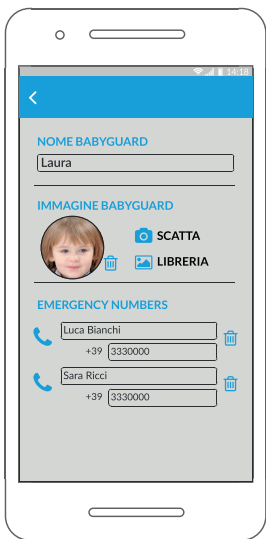 14:18
NOME BABYGUARD
Laura
IMMAGINE BABYGUARD
SCATTA
LIBRERIA
EMERGENCY NUMBERS
Luca Bianchi
+39 3330000
Sara Ricci
+39 3330000